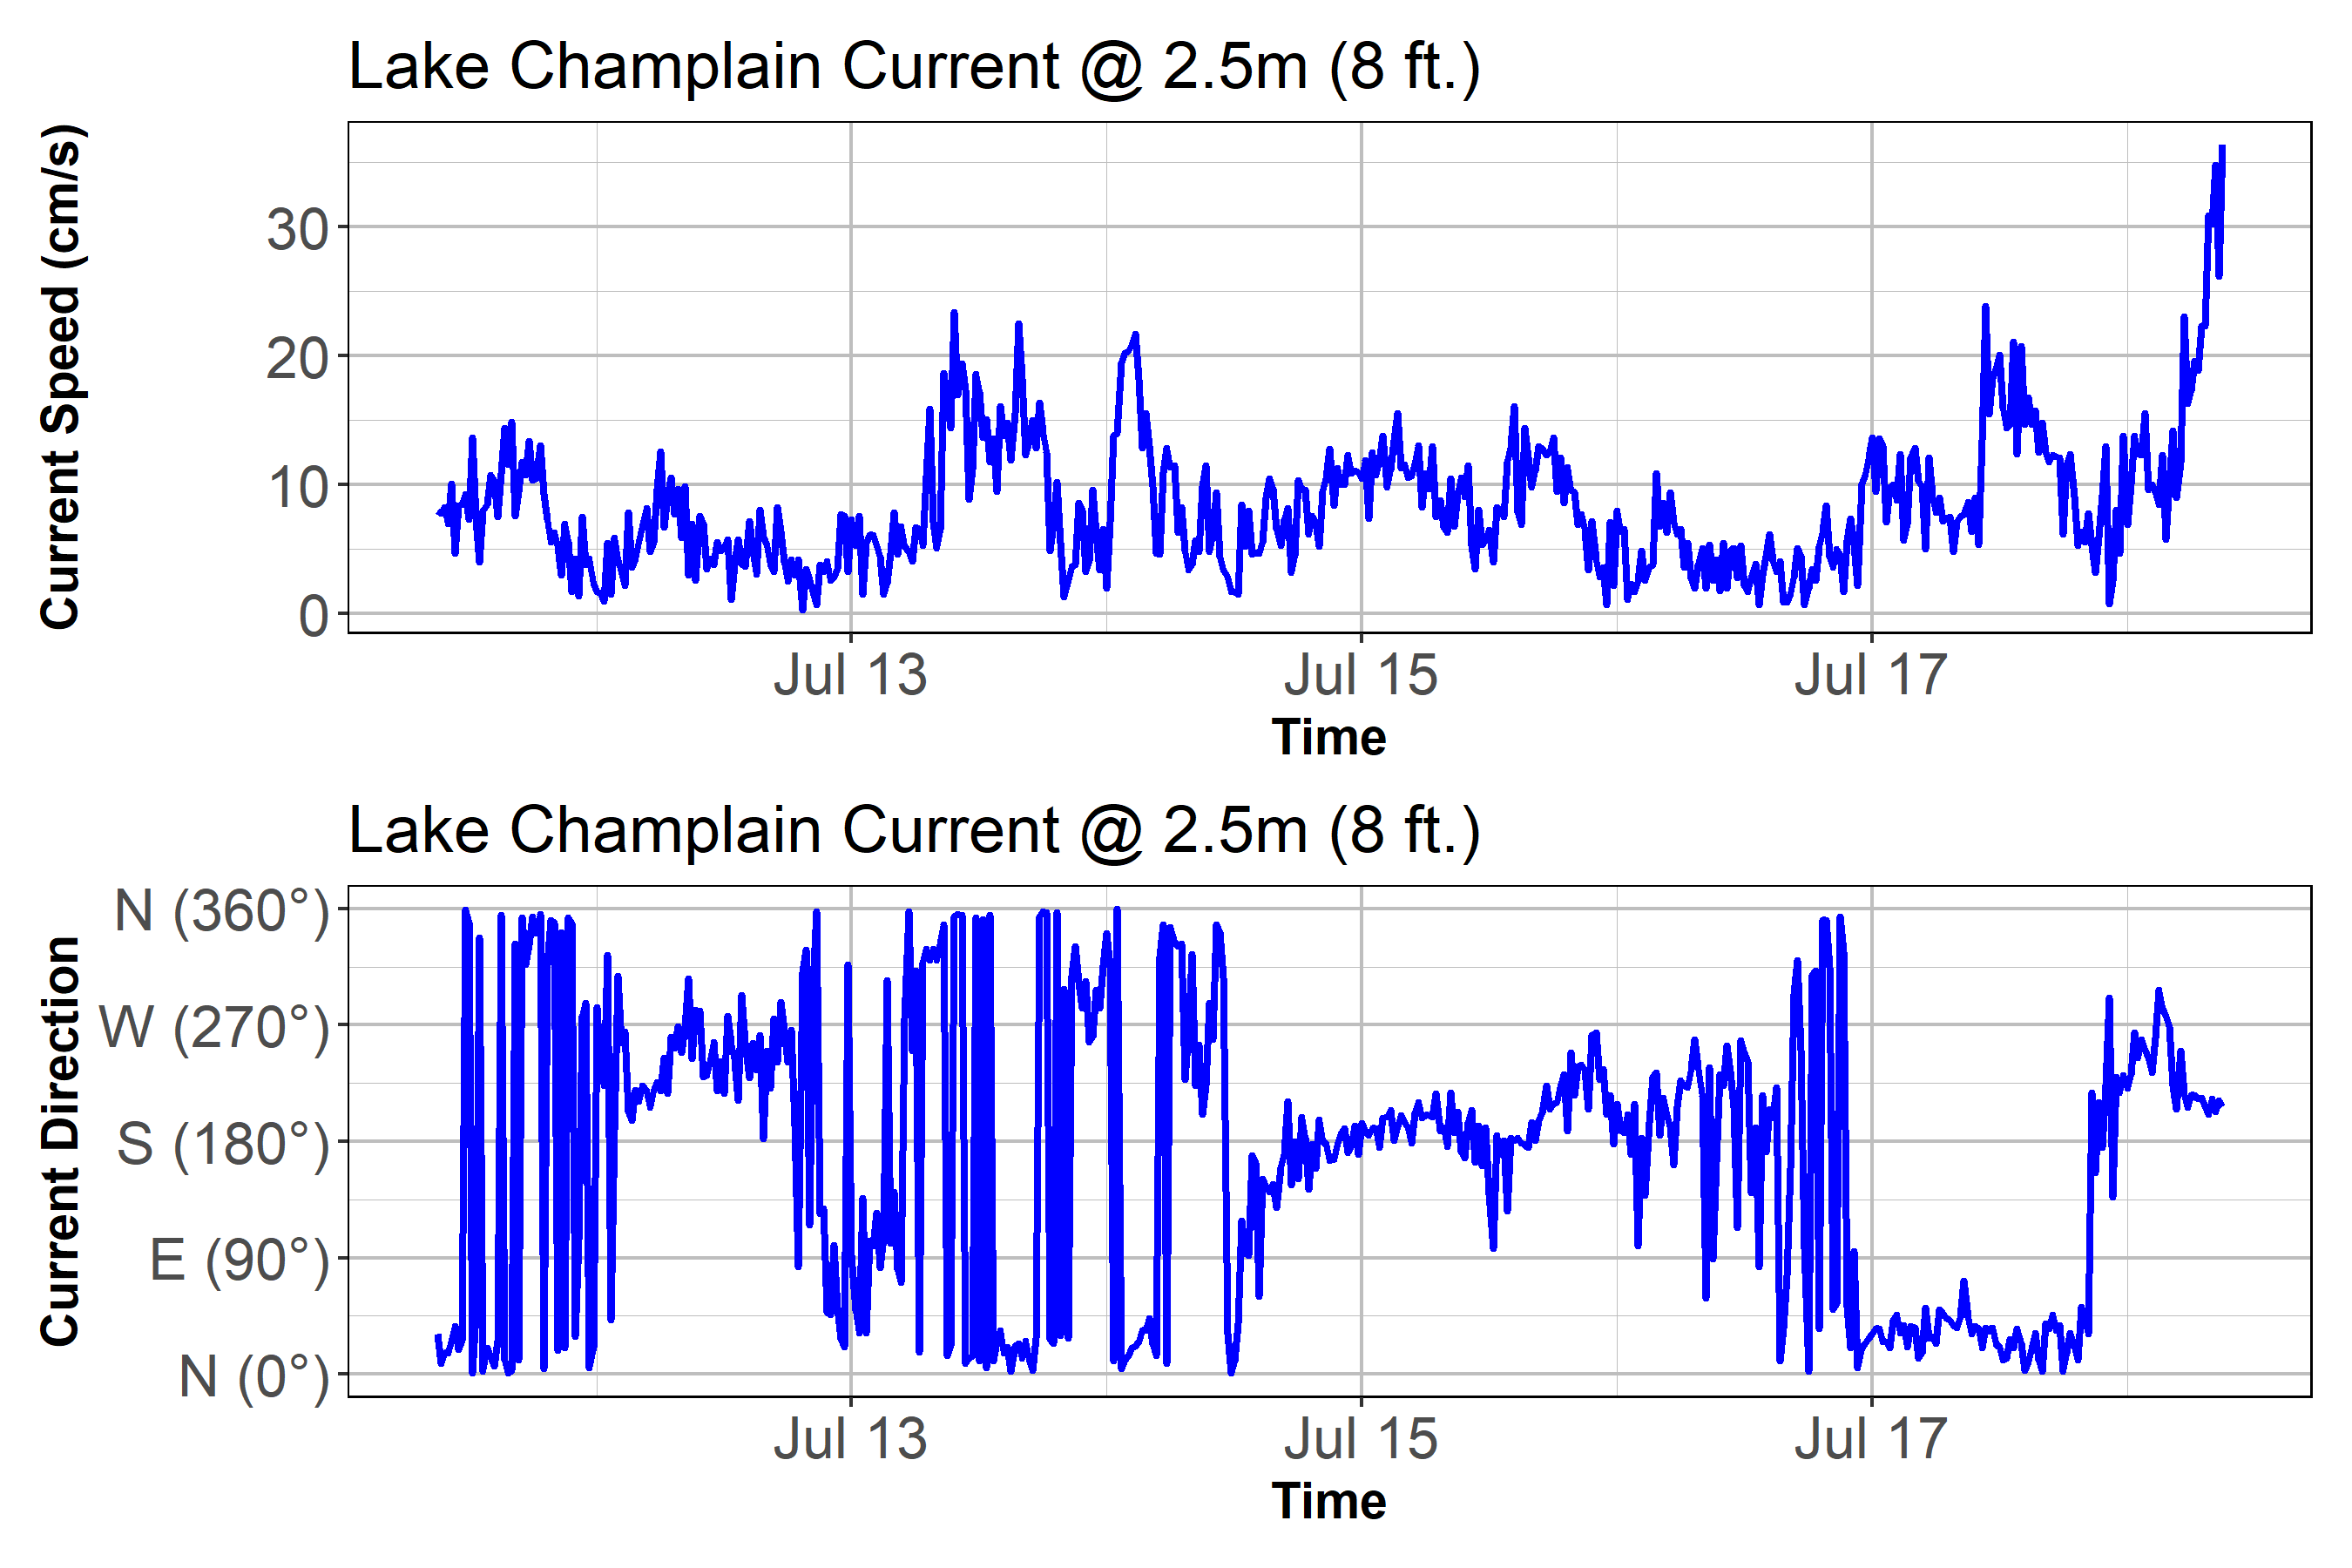 Lake Champlain Current @ 2.5m (8 ft.)
Current Speed (cm/s)
30
20
10
0
Jul 13 Jul 15 Jul 17
Time
Lake Champlain Current @ 2.5m (8 ft.)
Current Direction
N (360°)
W (270°)
S (180°)
E (90°)
N (0°)
Jul 13 Jul 15 Jul 17
Time